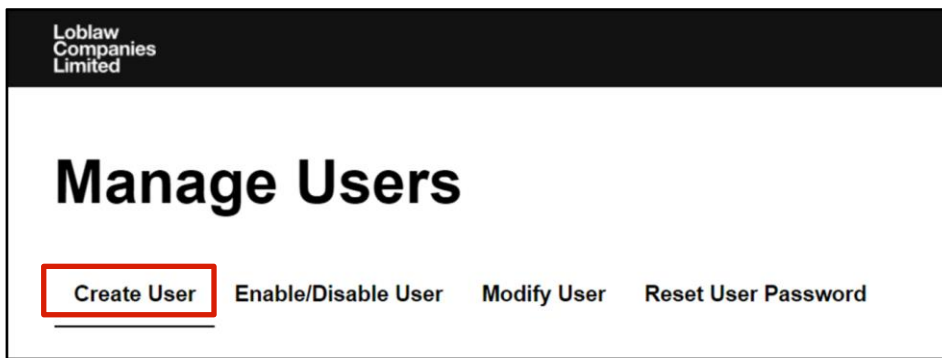 Loblaw
Companies
Limited
Manage Users
Create User Enable/Disable User Modify User Reset User Password